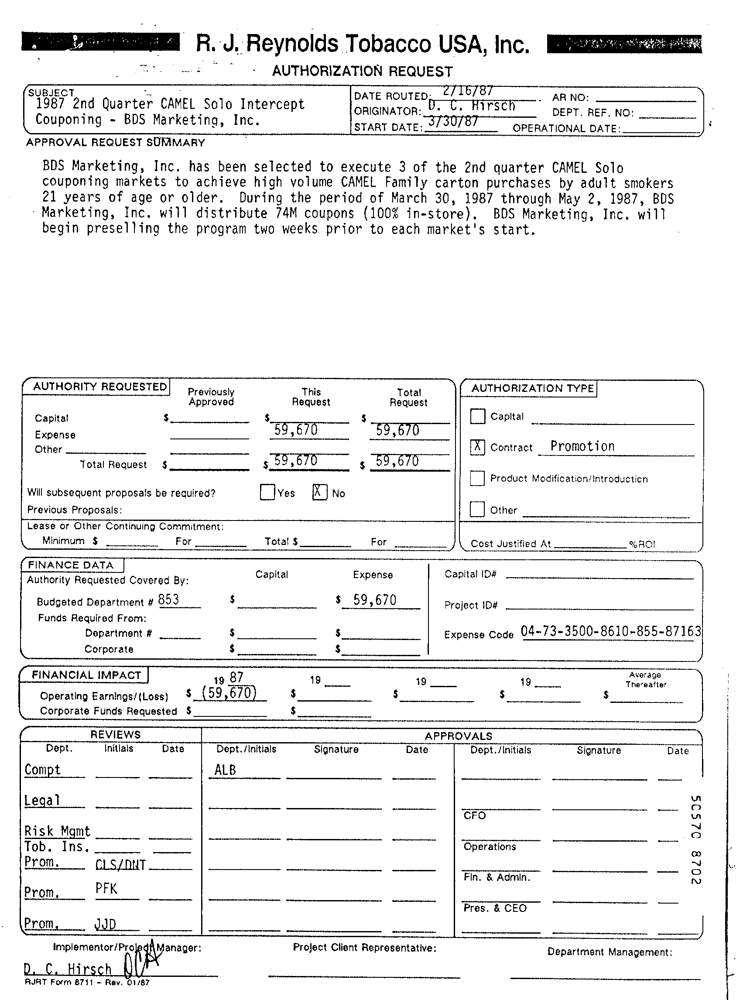 R. J. Reynolds Tobacco USA, Inc.
AUTHORIZATION REQUEST
SUBJECT
1987 2nd Quarter CAMEL Solo Intercept
Couponing - BDS Marketing, Inc.
DATE ROUTED: 2/16/87 AR NO:
ORIGINATOR: D. C. Hirsch DEPT. REF. NO:
START DATE: 3/30/87 OPERATIONAL DATE:
APPROVAL REQUEST SUMMARY
BDS Marketing, Inc. has been selected to execute 3 of the 2nd quarter CAMEL Solo
couponing markets to achieve high volume CAMEL Family carton purchases by adult smokers
21 years of age or older. During the period of March 30, 1987 through May 2, 1987, BDS
Marketing, Inc. will distribute 74M coupons (100% in-store). BDS Marketing, Inc. will
begin preselling the program two weeks prior to each market's start.
AUTHORITY REQUESTED
Previously Approved This Request Total Request
Capital $ $ $
Expense 59,670 59,670
Other
Total Request $ $ 59,670 $ 59,670
Will subsequent proposals be required? Yes X No
Previous Proposals:
Lease or Other Continuing Commitment:
Minimum $ For Total $ For
AUTHORIZATION TYPE
Capital
X Contract Promotion
Product Modification/Introduction
Other
Cost Justified At %ROI
FINANCE DATA
Authority Requested Covered By: Capital Expense
Budgeted Department # 853 $ $ 59,670
Funds Required From:
Department # $ $
Corporate $ $
Capital ID#
Project ID#
Expense Code 04-73-3500-8610-855-87163
FINANCIAL IMPACT 19 87 19 19 19 Average Thereafter
Operating Earnings/(Loss) $ (59,670) $ $ $ $
Corporate Funds Requested $ $
REVIEWS
Dept. Initials Date
Compt
Legal
Risk Mgmt
Tob. Ins.
Prom. CLS/DNT
Prom. PFK
Prom. JJD
APPROVALS
Dept./Initials Signature Date Dept./Initials Signature Date
ALB
CFO
Operations
Fin. & Admin.
Pres. & CEO
50570 8702
Implementor/Project Manager: Project Client Representative: Department Management:
D. C. Hirsch DCH
RJRT Form 8711 - Rev. 01/87